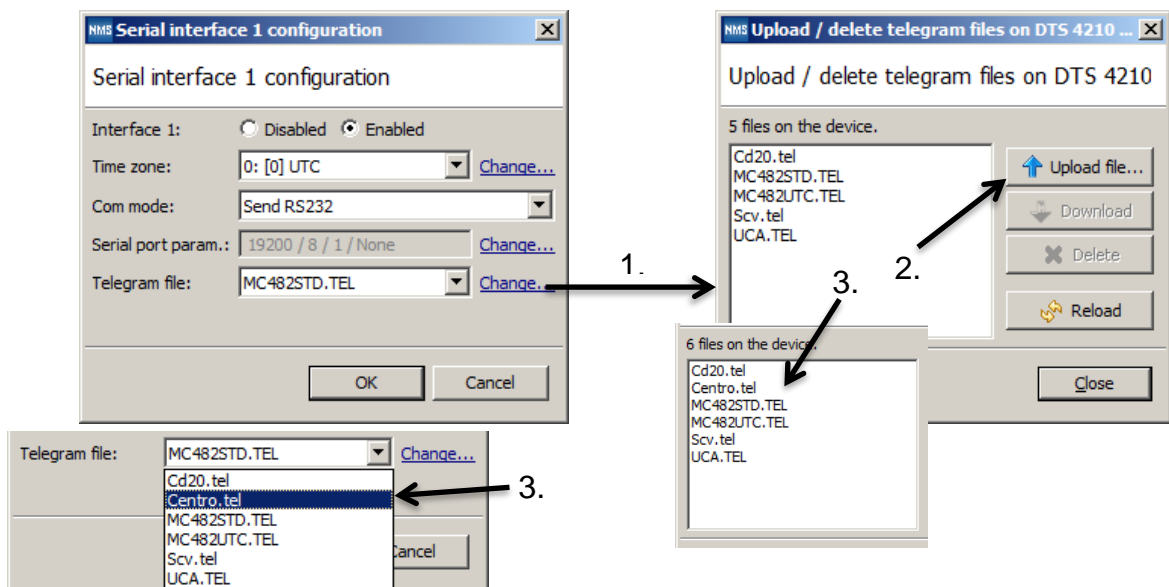 NMS Serial interface 1 configuration
Serial interface 1 configuration
Interface 1: Disabled Enabled
Time zone: 0: [0] UTC Change...
Com mode: Send RS232
Serial port param.: 19200 / 8 / 1 / None Change...
Telegram file: MC482STD.TEL Change...
OK Cancel
1.
NMS Upload / delete telegram files on DTS 4210 ...
Upload / delete telegram files on DTS 4210
5 files on the device.
Cd20.tel
MC482STD.TEL
MC482UTC.TEL
Scv.tel
UCA.TEL
Upload file...
Download
Delete
Reload
Close
2.
3.
6 files on the device.
Cd20.tel
Centro.tel
MC482STD.TEL
MC482UTC.TEL
Scv.tel
UCA.TEL
Telegram file: MC482STD.TEL Change...
Cd20.tel
Centro.tel
MC482STD.TEL
MC482UTC.TEL
Scv.tel
UCA.TEL
Cancel
3.